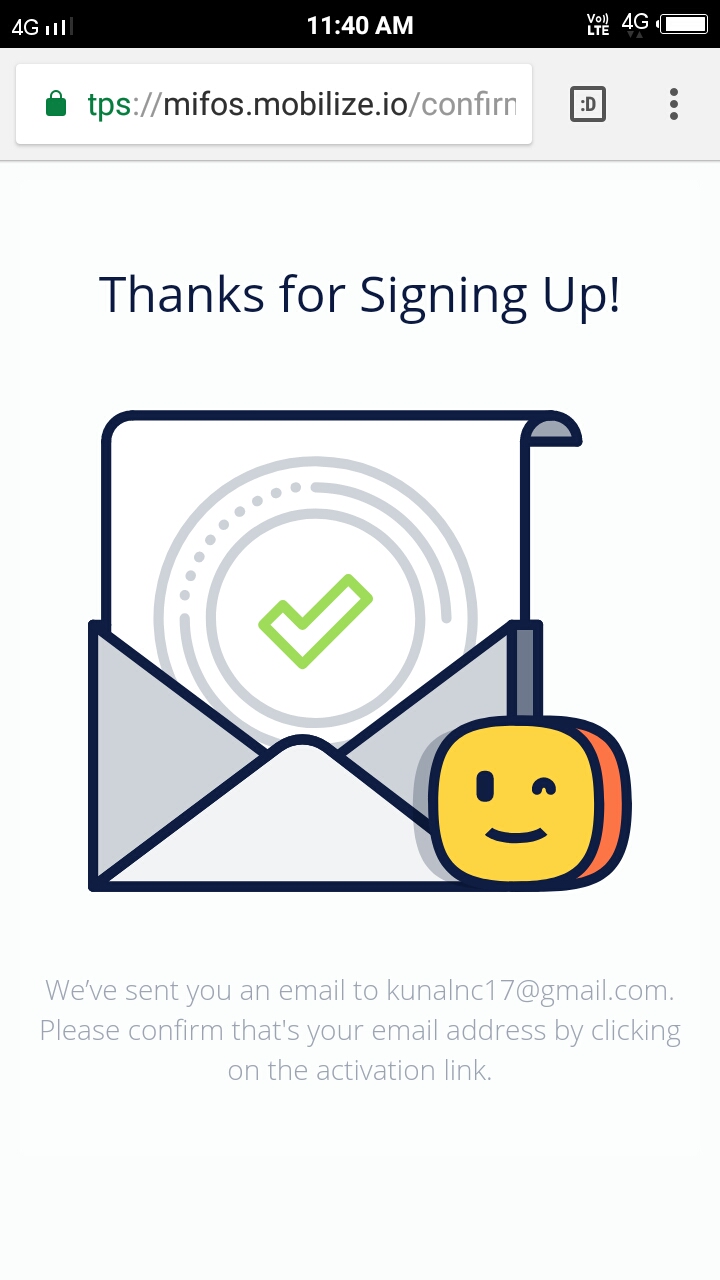 4G 11:40 AM Vo)) LTE 4G
tps://mifos.mobilize.io/confirn :D
Thanks for Signing Up!
We've sent you an email to kunalnc17@gmail.com.
Please confirm that's your email address by clicking
on the activation link.